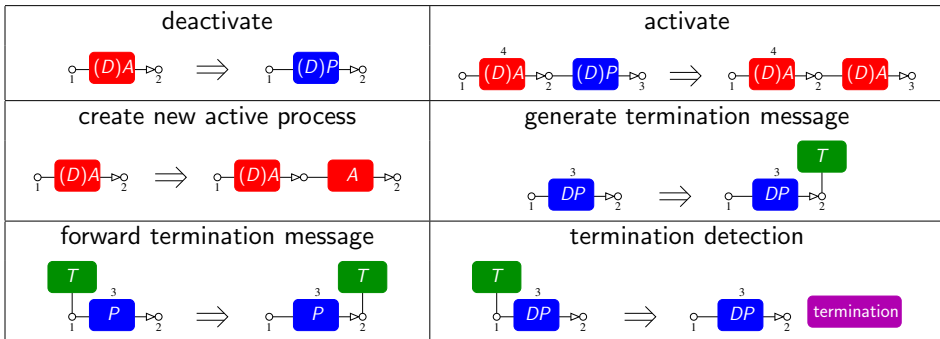 deactivate
(D)A
1
2
⇒
(D)P
1
2
activate
4
(D)A
(D)P
1
2
3
⇒
4
(D)A
(D)A
1
2
3
create new active process
(D)A
1
2
⇒
(D)A
A
1
2
generate termination message
3
DP
1
2
⇒
T
3
DP
1
2
forward termination message
T
3
P
1
2
⇒
T
3
P
1
2
termination detection
T
3
DP
1
2
⇒
3
DP
1
2
termination